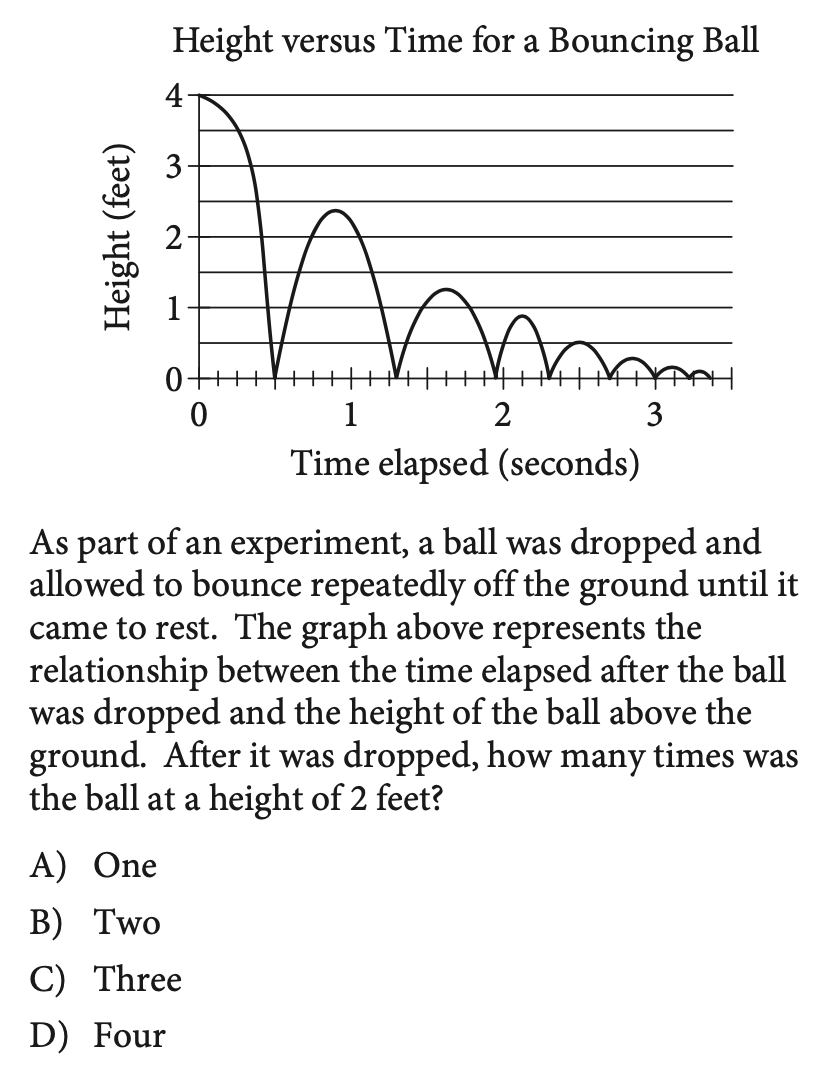 Height versus Time for a Bouncing Ball
4
3
2
1
0
Height (feet)
0 1 2 3
Time elapsed (seconds)
As part of an experiment, a ball was dropped and
allowed to bounce repeatedly off the ground until it
came to rest. The graph above represents the
relationship between the time elapsed after the ball
was dropped and the height of the ball above the
ground. After it was dropped, how many times was
the ball at a height of 2 feet?
A) One
B) Two
C) Three
D) Four